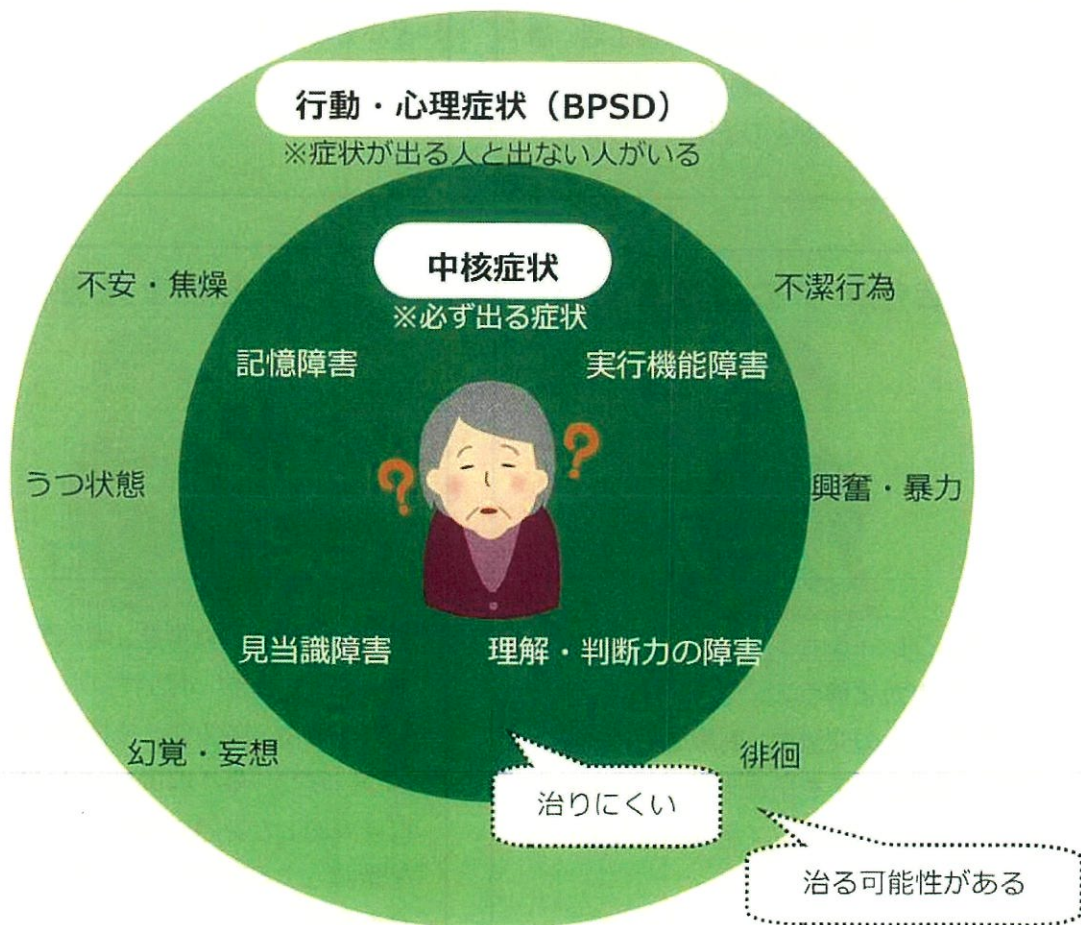 行動・心理症状（BPSD）
※症状が出る人と出ない人がいる
中核症状
※必ず出る症状
不安・焦燥
不潔行為
記憶障害
実行機能障害
?
?
うつ状態
興奮・暴力
見当識障害
理解・判断力の障害
幻覚・妄想
徘徊
治りにくい
治る可能性がある